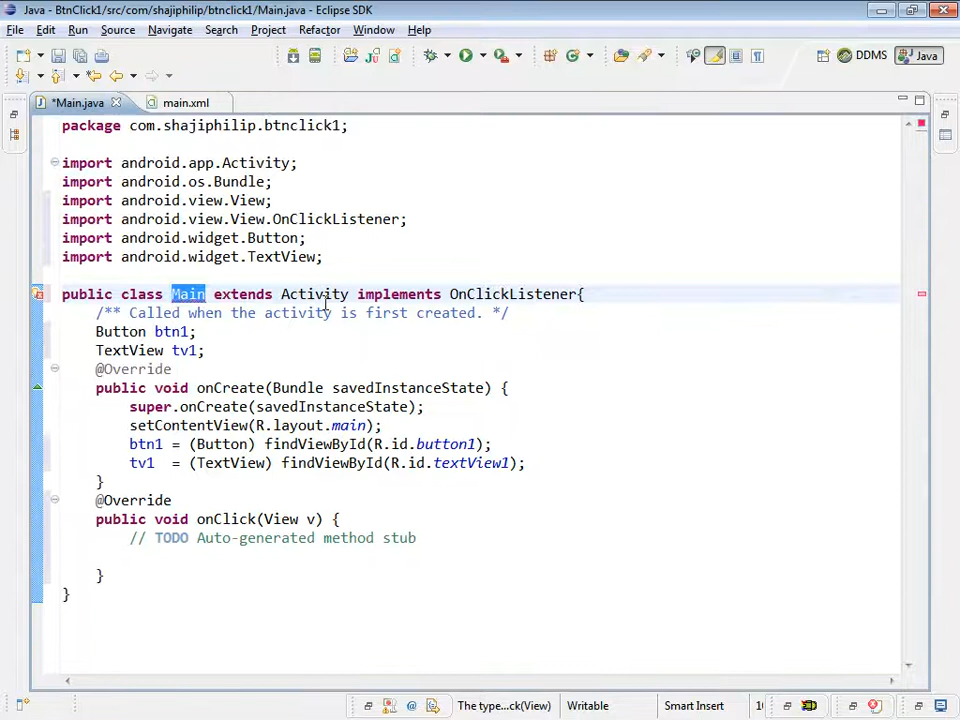 Java - BtnClick1/src/com/shajiphilip/btnclick1/Main.java - Eclipse SDK
File Edit Run Source Navigate Search Project Refactor Window Help
DDMS Java
*Main.java main.xml
package com.shajiphilip.btnclick1;
import android.app.Activity;
import android.os.Bundle;
import android.view.View;
import android.view.View.OnClickListener;
import android.widget.Button;
import android.widget.TextView;
public class Main extends Activity implements OnClickListener{
/** Called when the activity is first created. */
Button btn1;
TextView tv1;
@Override
public void onCreate(Bundle savedInstanceState) {
super.onCreate(savedInstanceState);
setContentView(R.layout.main);
btn1 = (Button) findViewById(R.id.button1);
tv1  = (TextView) findViewById(R.id.textView1);
}
@Override
public void onClick(View v) {
// TODO Auto-generated method stub
}
}
The type...ck(View) Writable Smart Insert